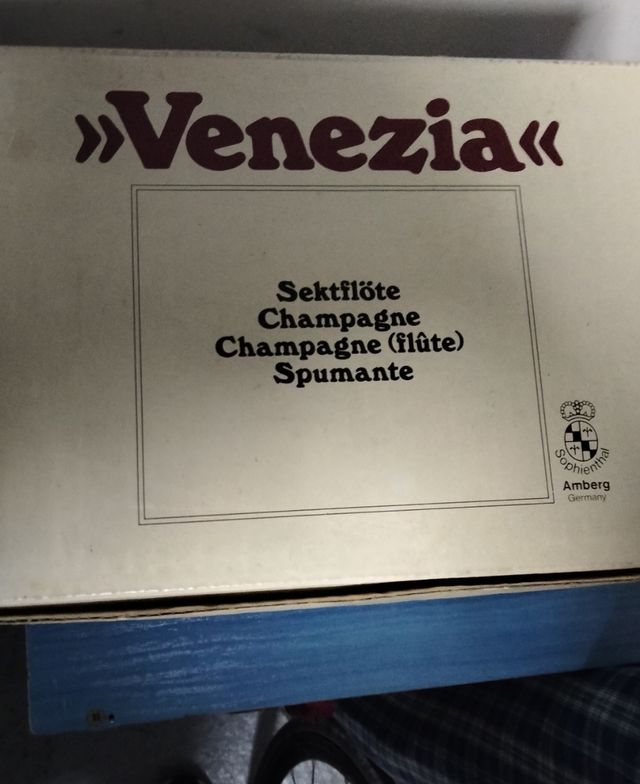 »Venezia«
Sektflöte
Champagne
Champagne (flûte)
Spumante
Sophienthal
Amberg
Germany